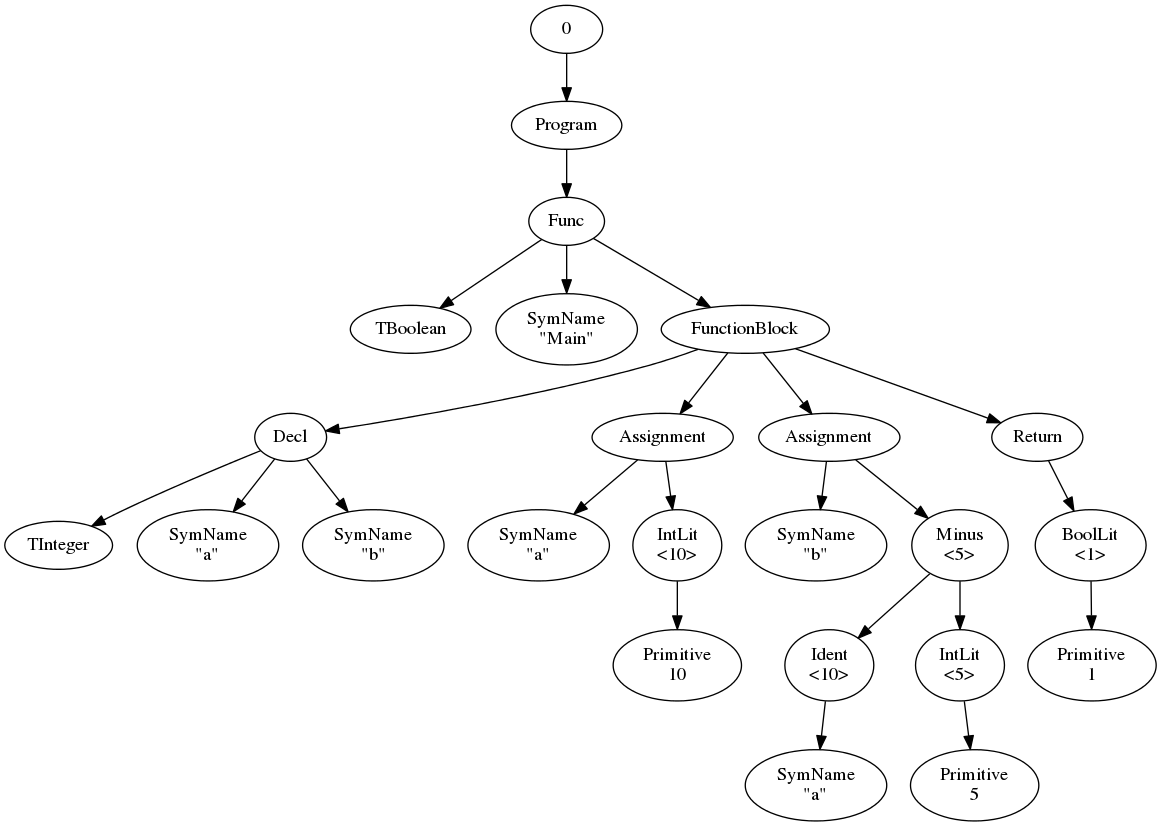 0
Program
Func
TBoolean
SymName
"Main"
FunctionBlock
Decl
Assignment
Assignment
Return
TInteger
SymName
"a"
SymName
"b"
SymName
"a"
IntLit
<10>
SymName
"b"
Minus
<5>
BoolLit
<1>
Primitive
10
Ident
<10>
IntLit
<5>
Primitive
1
SymName
"a"
Primitive
5